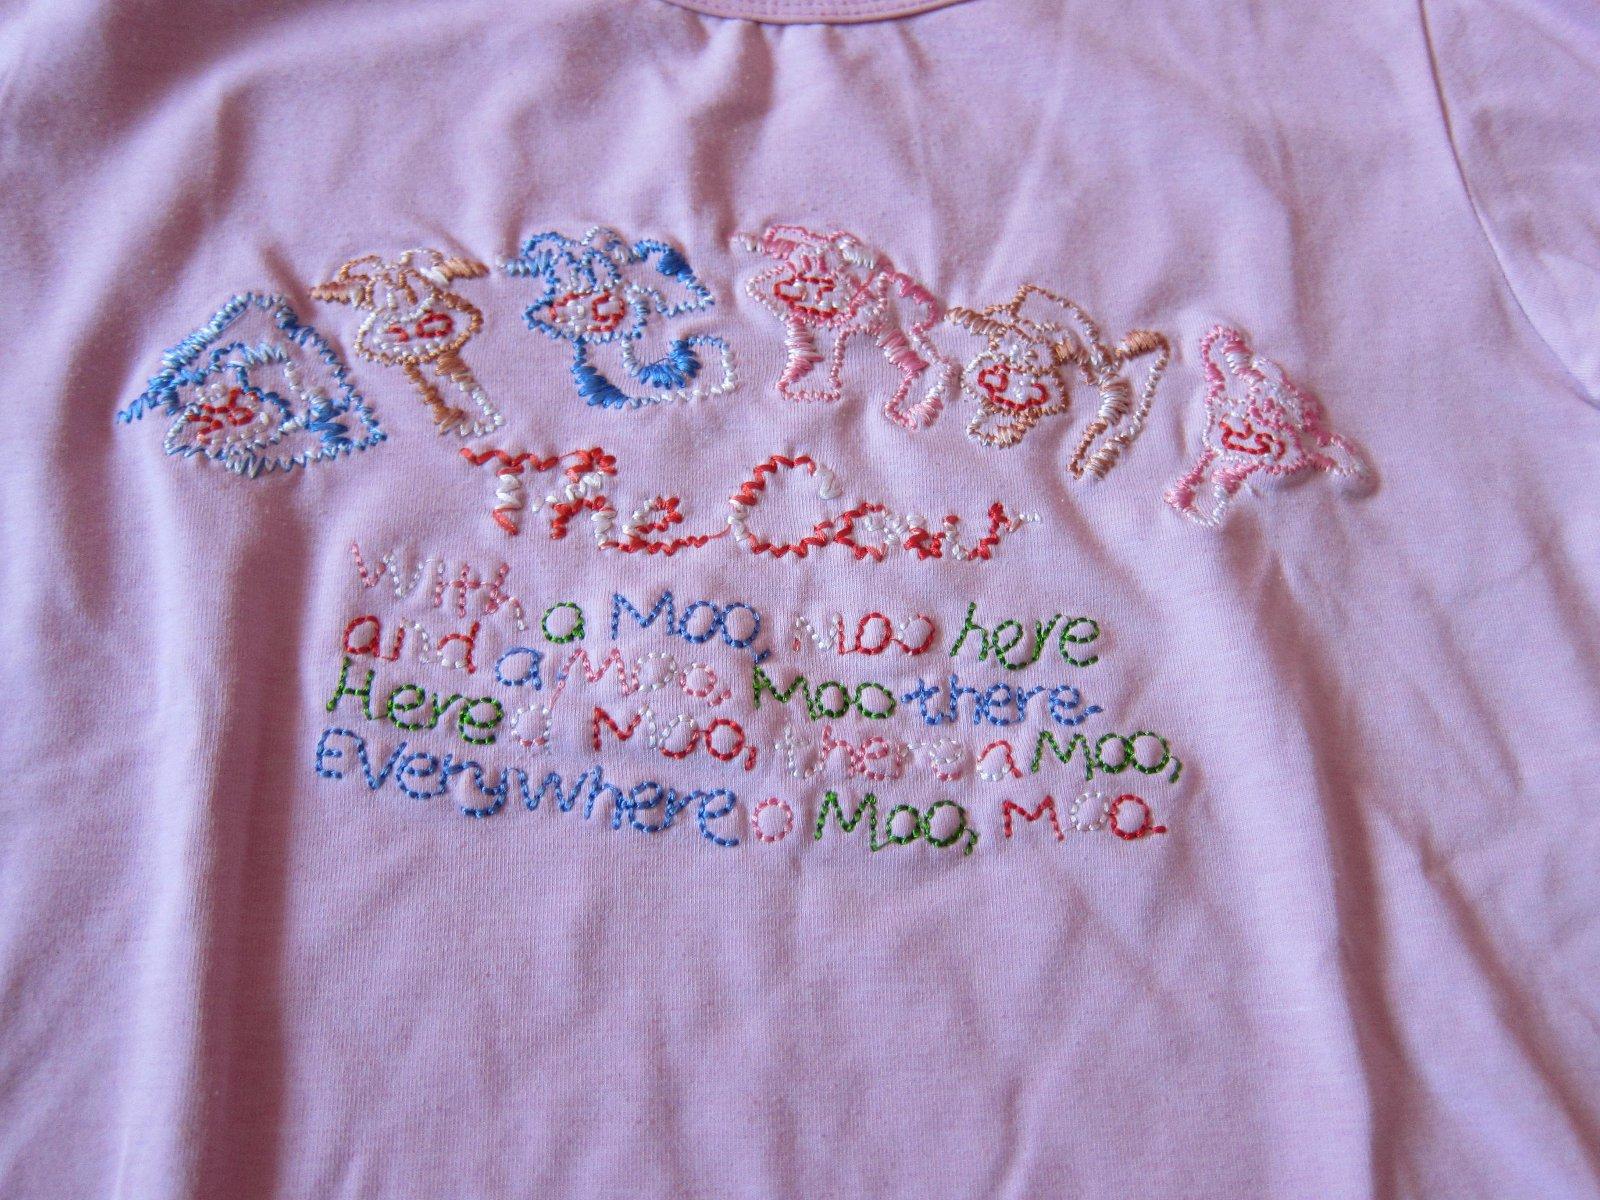 The Cow
With a Moo, Moo here
and a Moo, Moo there
Here a Moo, there a Moo,
Everywhere a Moo, Moo.